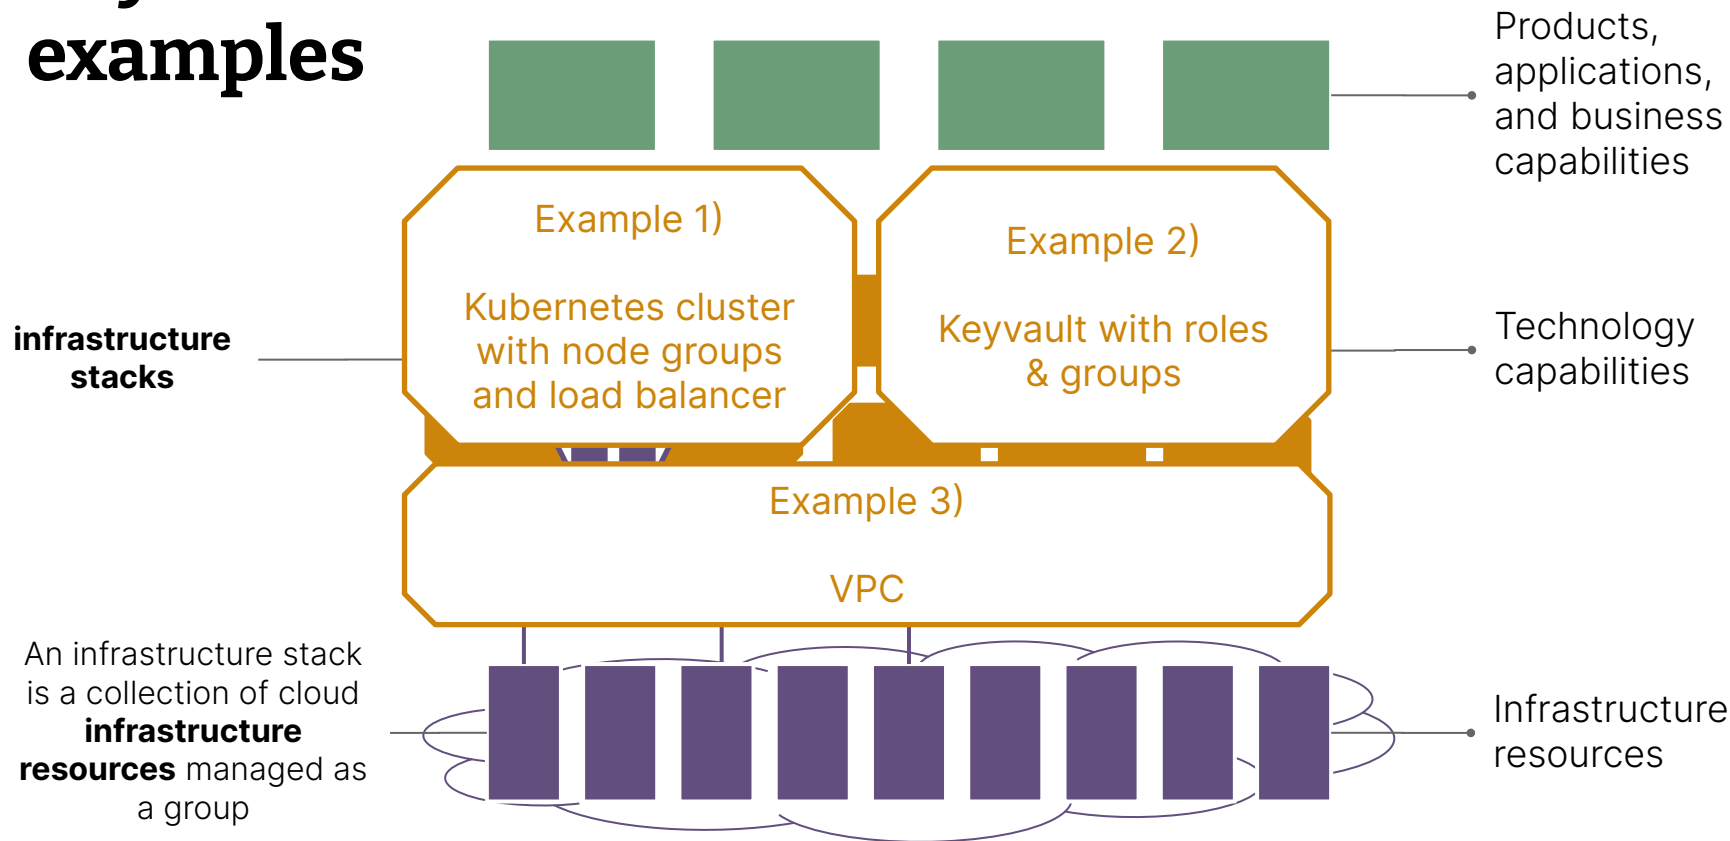 examples
Products,
applications,
and business
capabilities
Example 1)
Kubernetes cluster
with node groups
and load balancer
Example 2)
Keyvault with roles
& groups
infrastructure
stacks
Technology
capabilities
Example 3)
VPC
An infrastructure stack
is a collection of cloud
infrastructure
resources managed as
a group
Infrastructure
resources